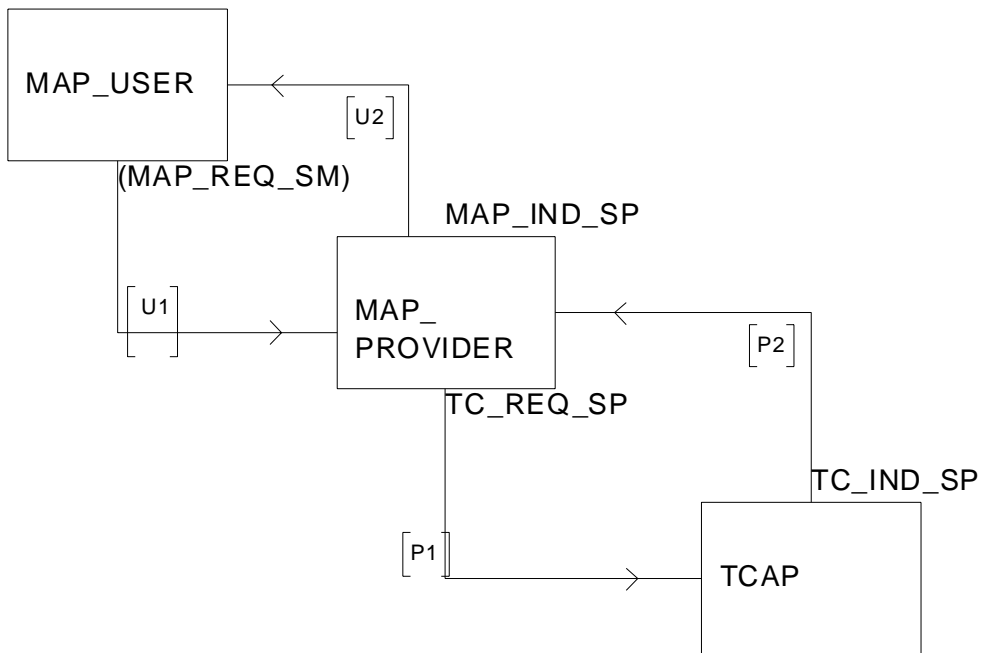 MAP_USER
[U2]
(MAP_REQ_SM)
MAP_IND_SP
[U1]
MAP_
PROVIDER
[P2]
TC_REQ_SP
TC_IND_SP
[P1]
TCAP